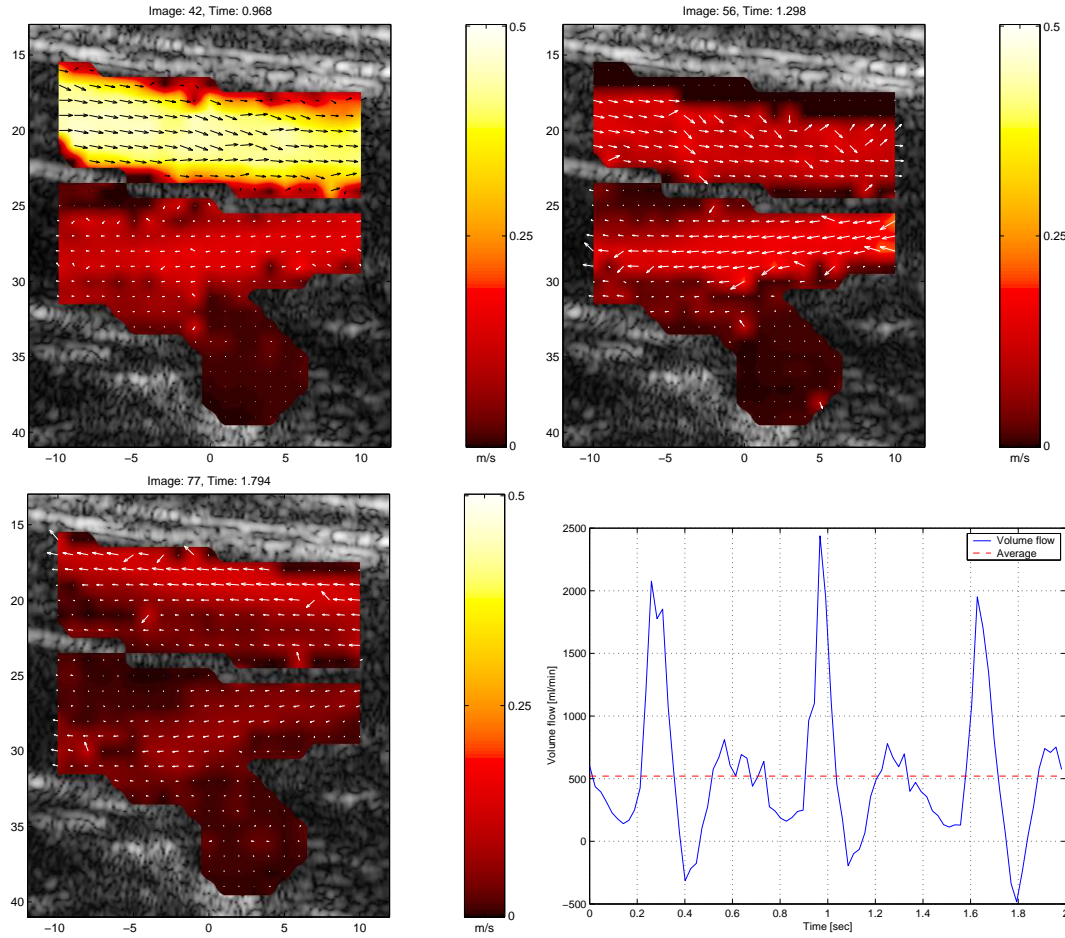 Image: 42, Time: 0.968
15
20
25
30
35
40
−10 −5 0 5 10
0.5
0.25
0
m/s
Image: 56, Time: 1.298
15
20
25
30
35
40
−10 −5 0 5 10
0.5
0.25
0
m/s
Image: 77, Time: 1.794
15
20
25
30
35
40
−10 −5 0 5 10
0.5
0.25
0
m/s
2500
2000
1500
1000
500
0
−500
Volume flow [ml/min]
Volume flow
Average
0 0.2 0.4 0.6 0.8 1 1.2 1.4 1.6 1.8 2
Time [sec]